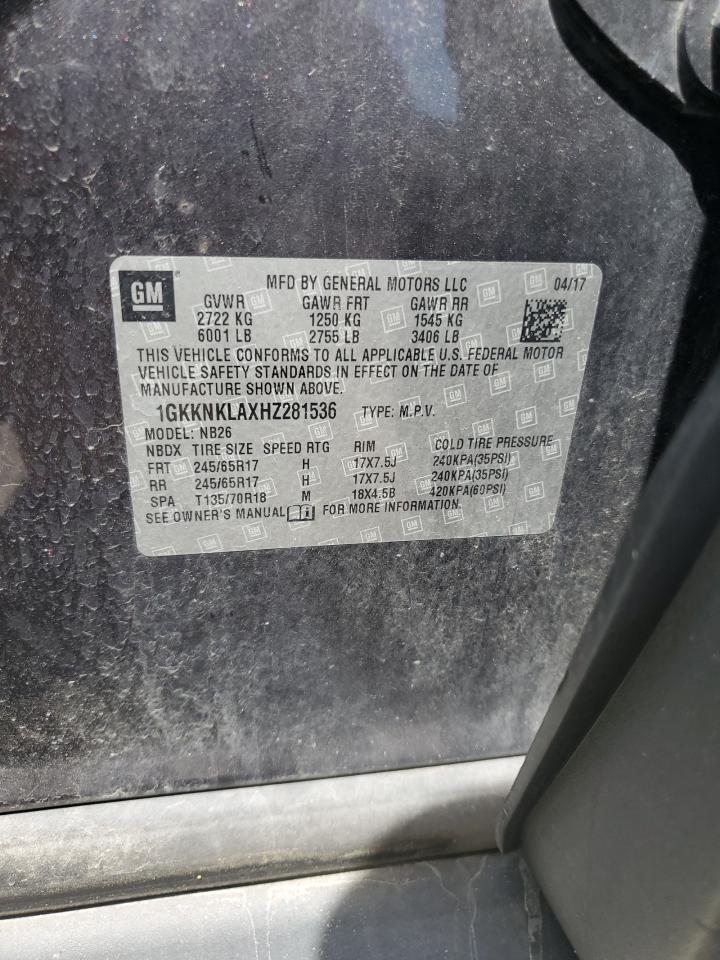 GM MFD BY GENERAL MOTORS LLC 04/17
GVWR GAWR FRT GAWR RR
2722 KG 1250 KG 1545 KG
6001 LB 2755 LB 3406 LB
THIS VEHICLE CONFORMS TO ALL APPLICABLE U.S. FEDERAL MOTOR
VEHICLE SAFETY STANDARDS IN EFFECT ON THE DATE OF
MANUFACTURE SHOWN ABOVE.
1GKKNKLAXHZ281536 TYPE: M.P.V.
MODEL: NB26
NBDX TIRE SIZE SPEED RTG RIM COLD TIRE PRESSURE
FRT 245/65R17 H 17X7.5J 240KPA(35PSI)
RR 245/65R17 H 17X7.5J 240KPA(35PSI)
SPA T135/70R18 M 18X4.5B 420KPA(60PSI)
SEE OWNER'S MANUAL FOR MORE INFORMATION.